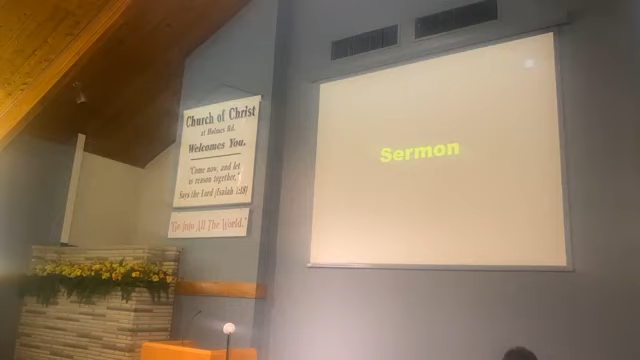 Church of Christ
at Holmes Rd.
Welcomes You.
"Come now, and let
us reason together,"
Says the Lord (Isaiah 1:18)
"Go Into All The World."
Sermon